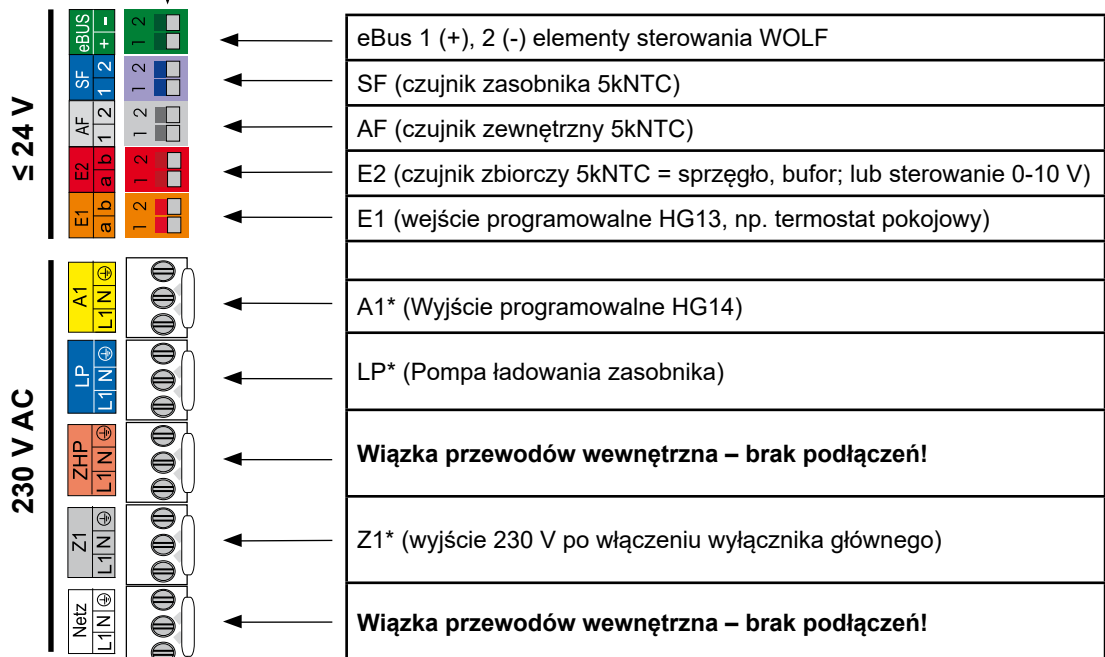 ≤ 24 V
eBUS
+ -
1 2
eBus 1 (+), 2 (-) elementy sterowania WOLF
SF
1 2
1 2
SF (czujnik zasobnika 5kNTC)
AF
1 2
1 2
AF (czujnik zewnętrzny 5kNTC)
E2
a b
1 2
E2 (czujnik zbiorczy 5kNTC = sprzęgło, bufor; lub sterowanie 0-10 V)
E1
a b
1 2
E1 (wejście programowalne HG13, np. termostat pokojowy)
230 V AC
A1
L1 N
A1* (Wyjście programowalne HG14)
LP
L1 N
LP* (Pompa ładowania zasobnika)
ZHP
L1 N
Wiązka przewodów wewnętrzna – brak podłączeń!
Z1
L1 N
Z1* (wyjście 230 V po włączeniu wyłącznika głównego)
Netz
L1 N
Wiązka przewodów wewnętrzna – brak podłączeń!